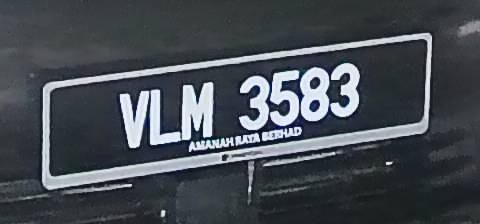 VLM 3583
AMANAH RAYA BERHAD